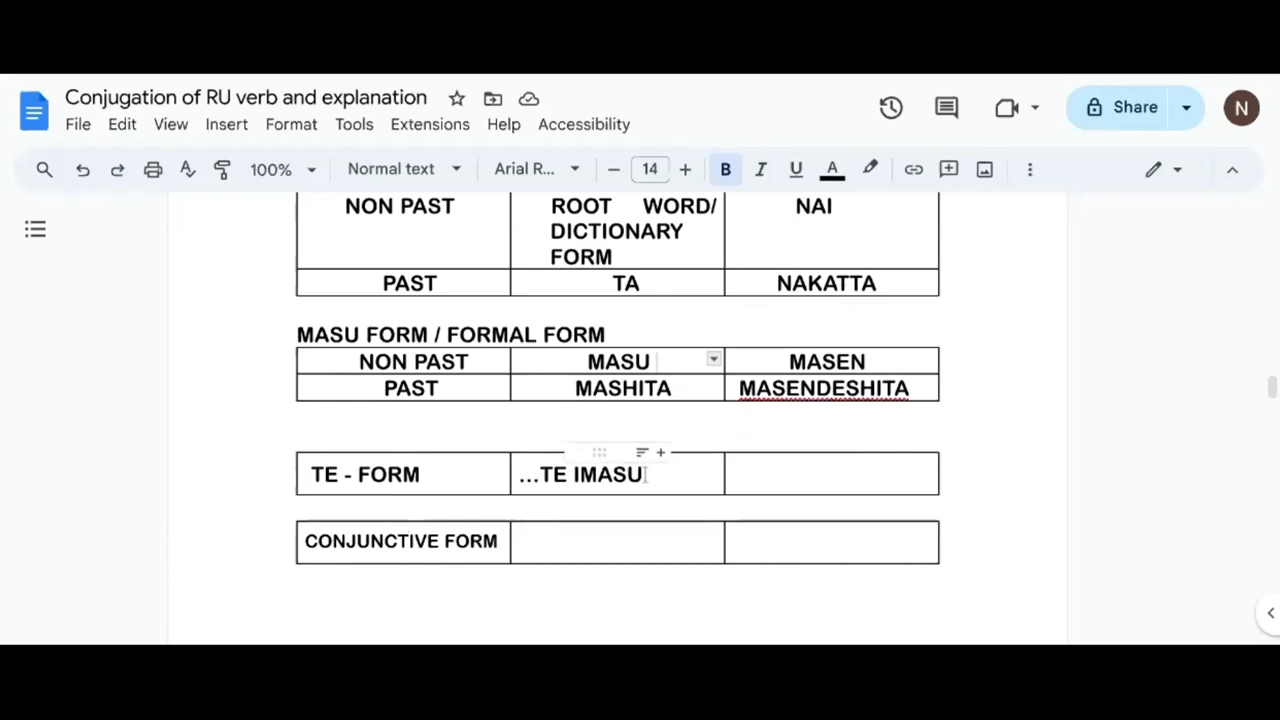 Conjugation of RU verb and explanation
File Edit View Insert Format Tools Extensions Help Accessibility
Share
N
100% Normal text Arial R... 14 B I U A
NON PAST ROOT WORD/ NAI
DICTIONARY
FORM
PAST TA NAKATTA
MASU FORM / FORMAL FORM
NON PAST MASU MASEN
PAST MASHITA MASENDESHITA
TE - FORM ...TE IMASU
CONJUNCTIVE FORM